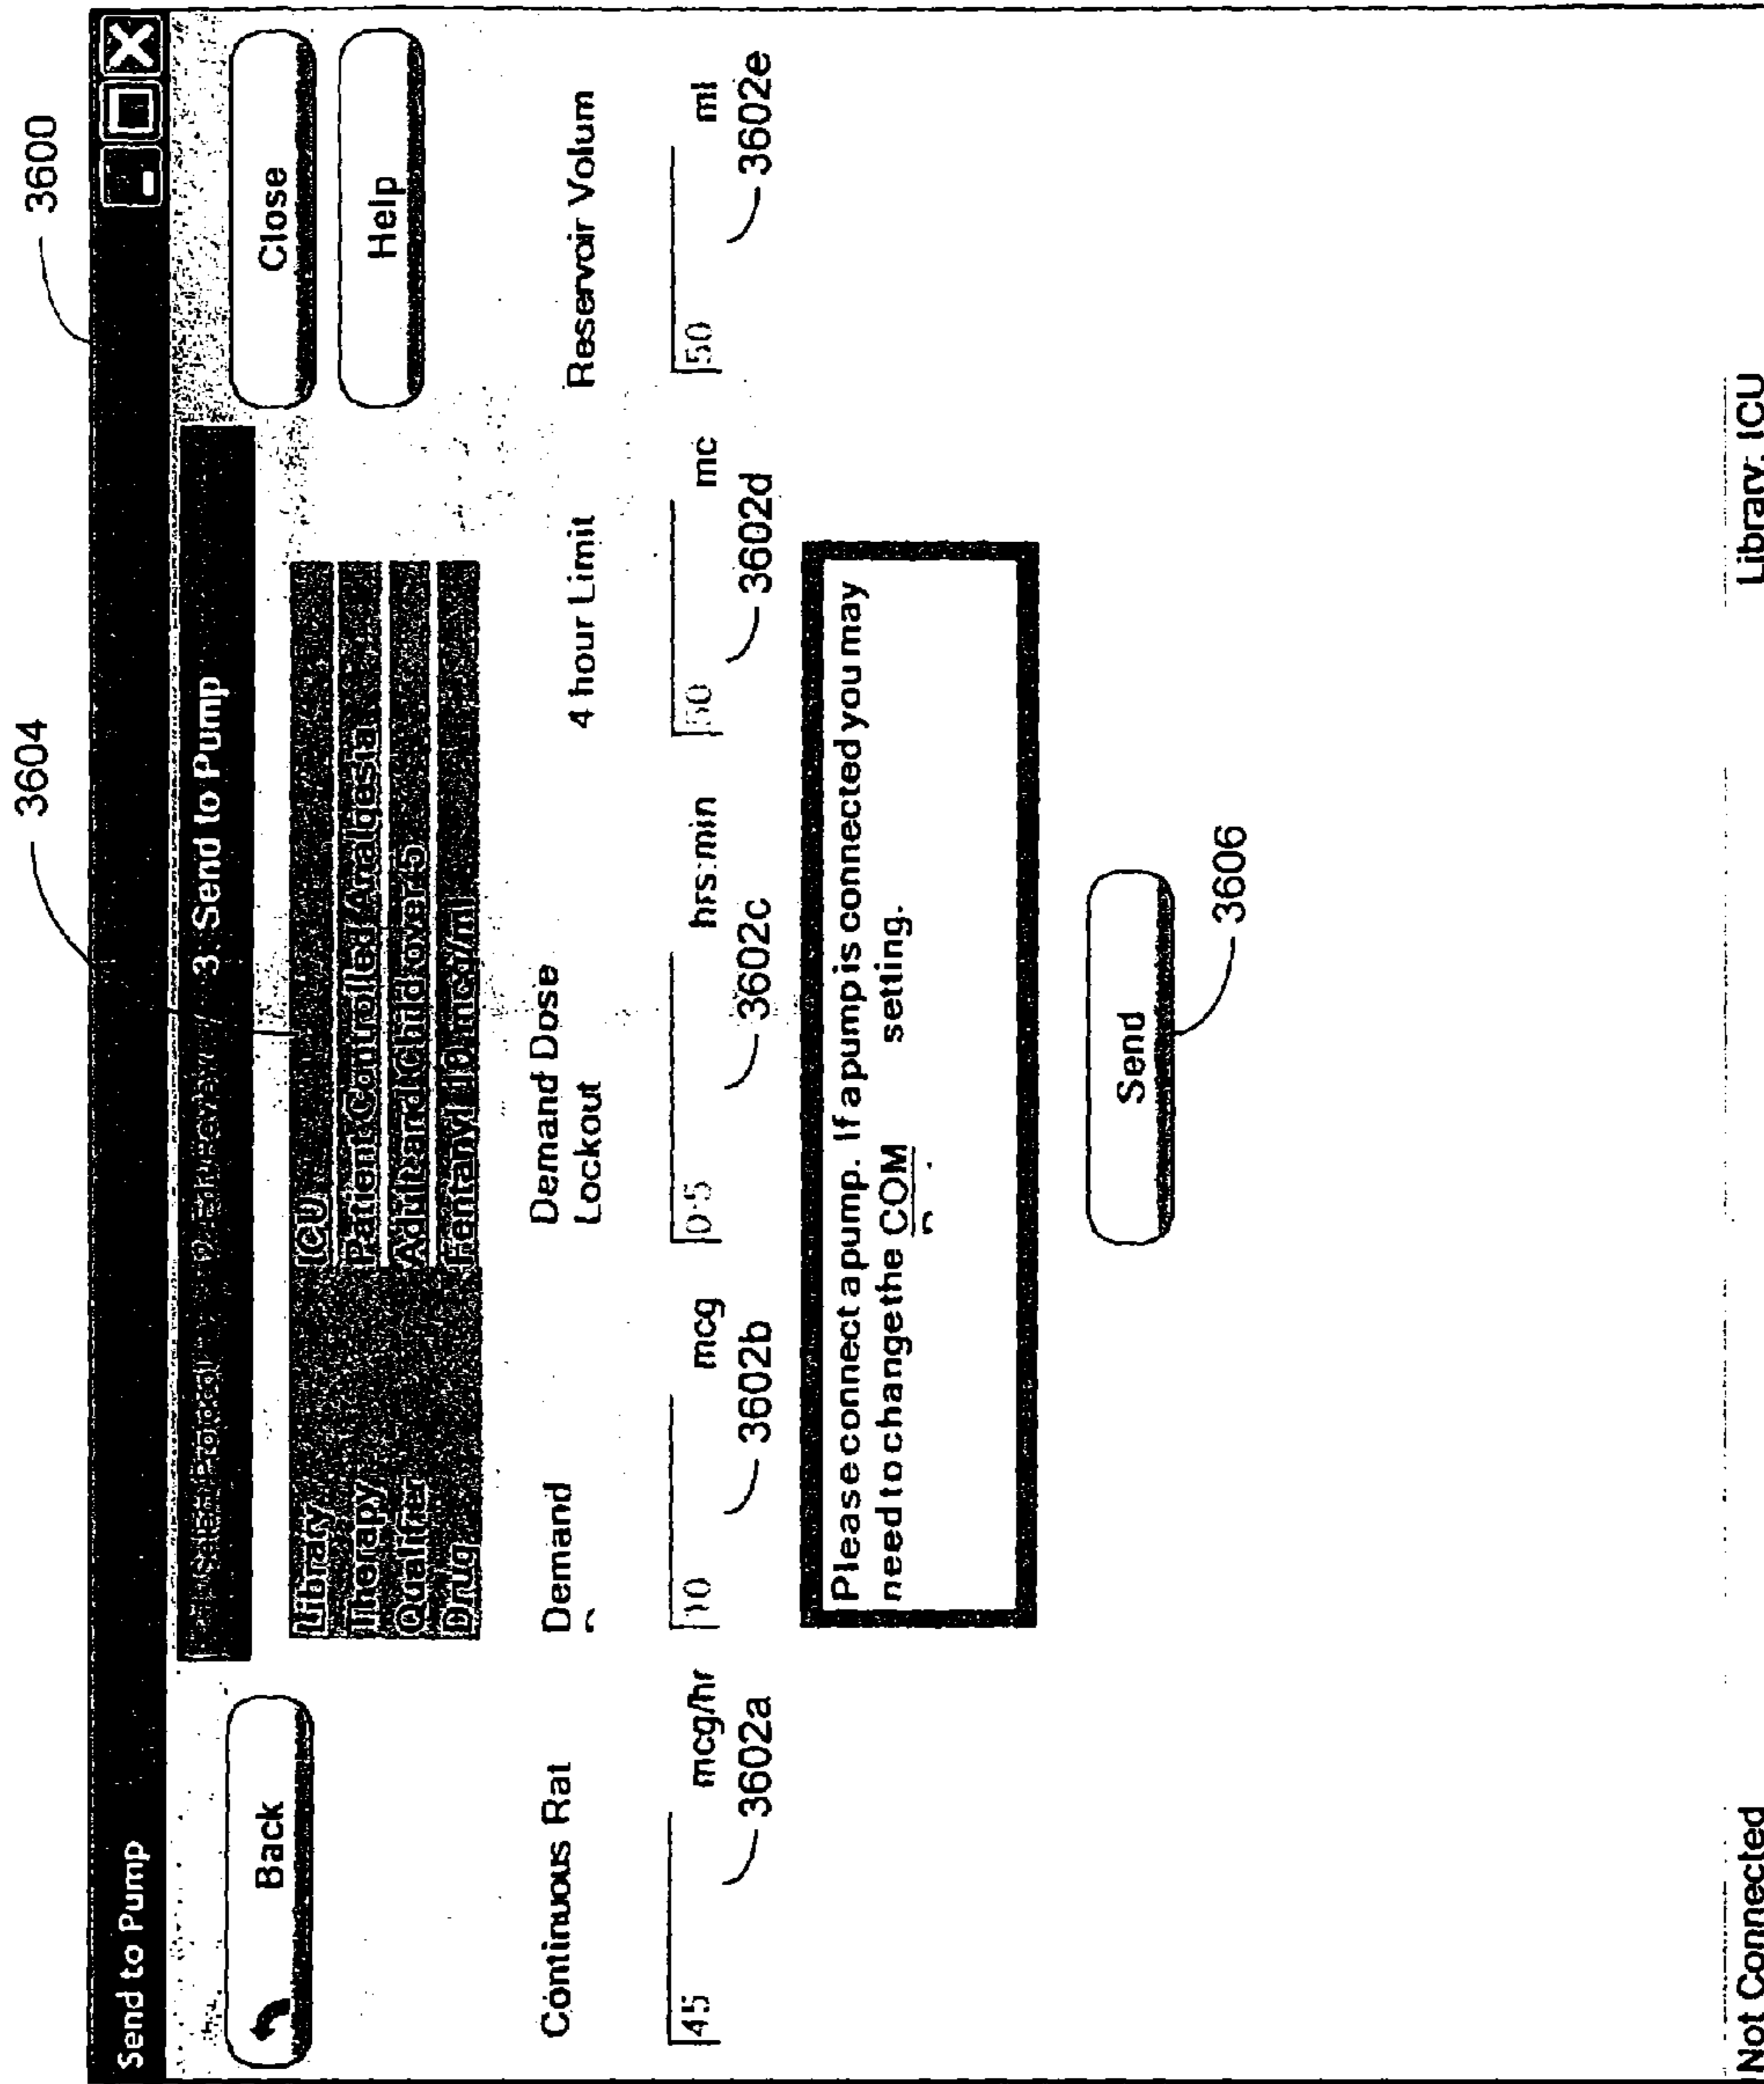 3604
3600
Send to Pump
Back
3. Send to Pump
Close
Help
Library ICU
Therapy Patient Controlled Analgesia
Qualifier Adult and Child over 5
Drug Fentanyl 10 mcg/ml
Continuous Rat
Demand
Demand Dose
Lockout
4 hour Limit
Reservoir Volum
45 mcg/hr
10 mcg
hrs:min
mc
50 ml
3602a
3602b
3602c
3602d
3602e
Please connect a pump. If a pump is connected you may
need to change the COM setting.
Send
3606
Not Connected
Library: ICU